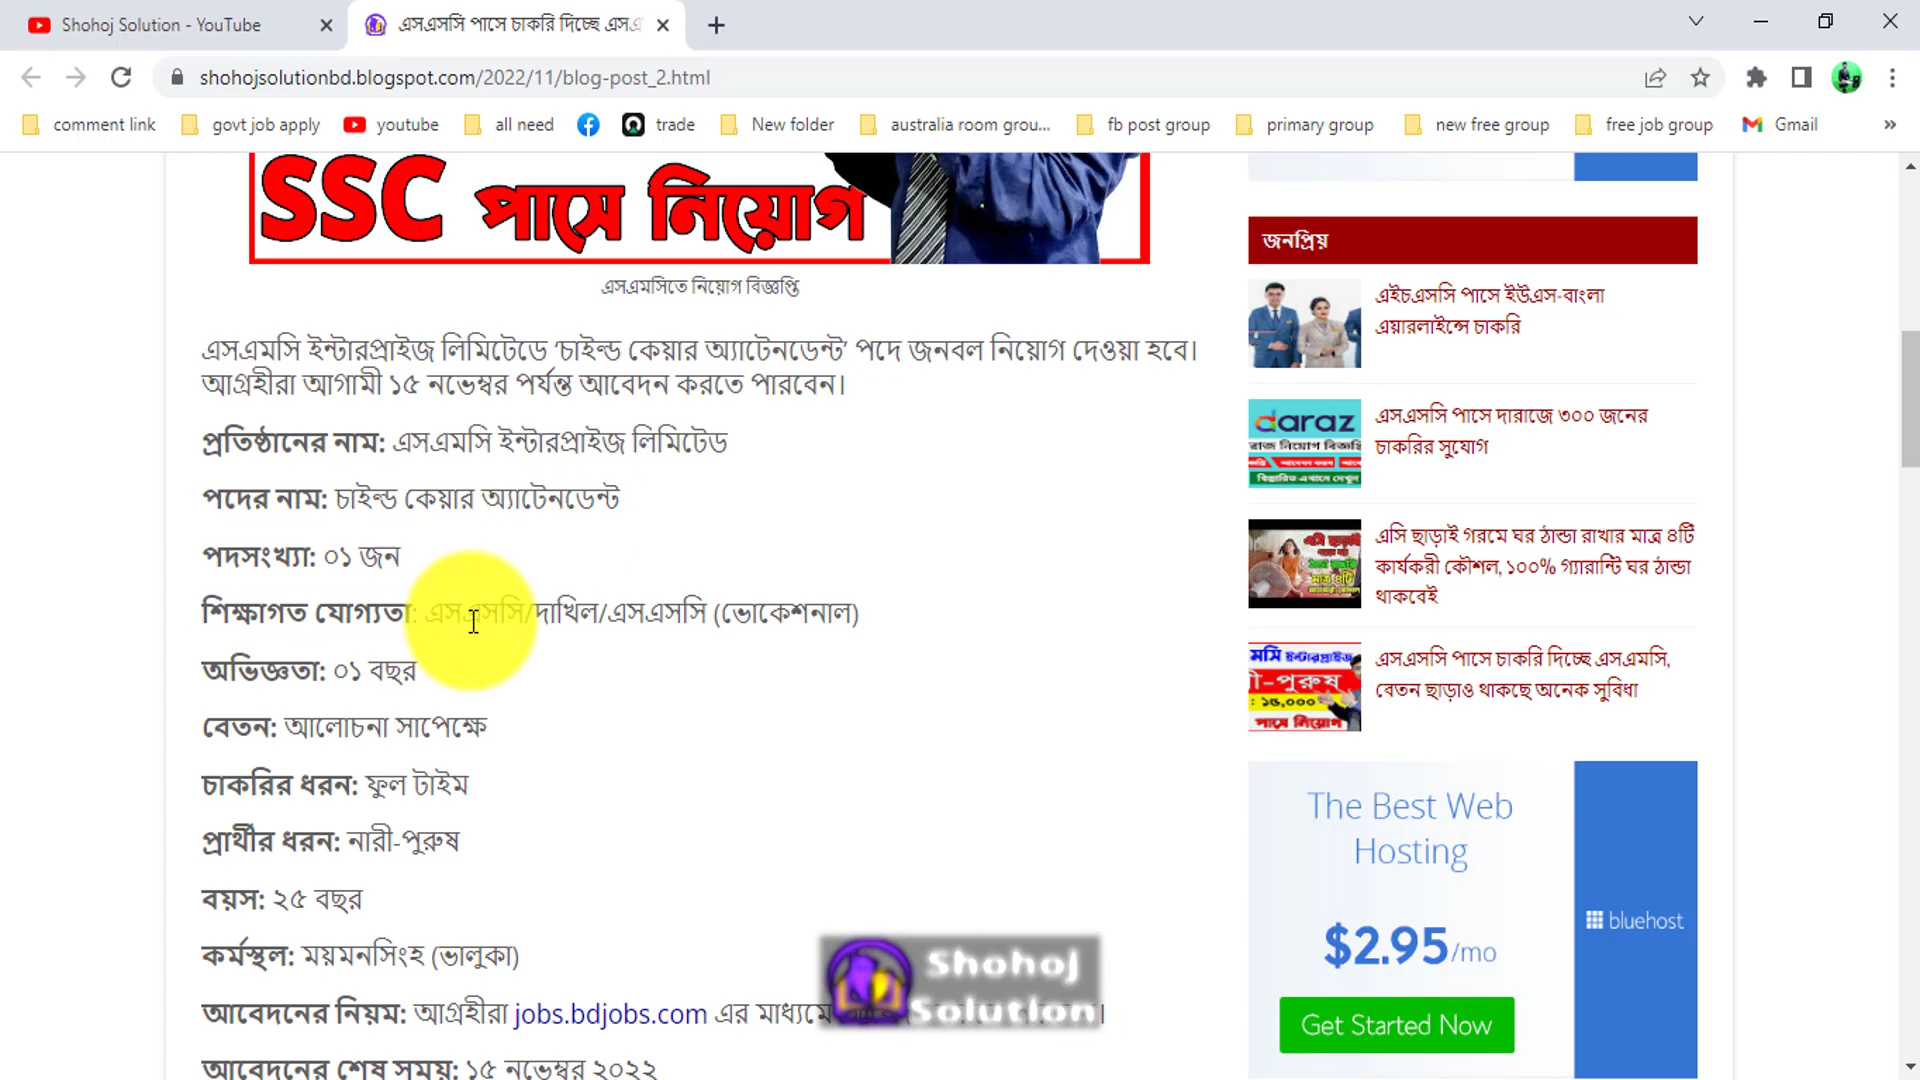 Shohoj Solution - YouTube
এসএসসি পাসে চাকরি দিচ্ছে এসএ
shohojsolutionbd.blogspot.com/2022/11/blog-post_2.html
comment link
govt job apply
youtube
all need
trade
New folder
australia room grou...
fb post group
primary group
new free group
free job group
Gmail
SSC পাসে নিয়োগ
এসএমসিতে নিয়োগ বিজ্ঞপ্তি
এসএমসি ইন্টারপ্রাইজ লিমিটেডে ‘চাইল্ড কেয়ার অ্যাটেনডেন্ট’ পদে জনবল নিয়োগ দেওয়া হবে।
আগ্রহীরা আগামী ১৫ নভেম্বর পর্যন্ত আবেদন করতে পারবেন।
প্রতিষ্ঠানের নাম: এসএমসি ইন্টারপ্রাইজ লিমিটেড
পদের নাম: চাইল্ড কেয়ার অ্যাটেনডেন্ট
পদসংখ্যা: ০১ জন
শিক্ষাগত যোগ্যতা: এসএসসি/দাখিল/এসএসসি (ভোকেশনাল)
অভিজ্ঞতা: ০১ বছর
বেতন: আলোচনা সাপেক্ষে
চাকরির ধরন: ফুল টাইম
প্রার্থীর ধরন: নারী-পুরুষ
বয়স: ২৫ বছর
কর্মস্থল: ময়মনসিংহ (ভালুকা)
আবেদনের নিয়ম: আগ্রহীরা jobs.bdjobs.com এর মাধ্যমে
আবেদনের শেষ সময়: ১৫ নভেম্বর ২০২২
Shohoj
Solution
জনপ্রিয়
এইচএসসি পাসে ইউএস-বাংলা
এয়ারলাইন্সে চাকরি
daraz
এসএসসি পাসে দারাজে ৩০০ জনের
চাকরির সুযোগ
এসি ছাড়াই গরমে ঘর ঠান্ডা রাখার মাত্র ৪টি
কার্যকরী কৌশল, ১০০% গ্যারান্টি ঘর ঠান্ডা
থাকবেই
মসি ইন্টারপ্রাইজ
ী-পুরুষ
: ১৫,০০০
পাসে নিয়োগ
এসএসসি পাসে চাকরি দিচ্ছে এসএমসি,
বেতন ছাড়াও থাকছে অনেক সুবিধা
The Best Web
Hosting
$2.95/mo
bluehost
Get Started Now